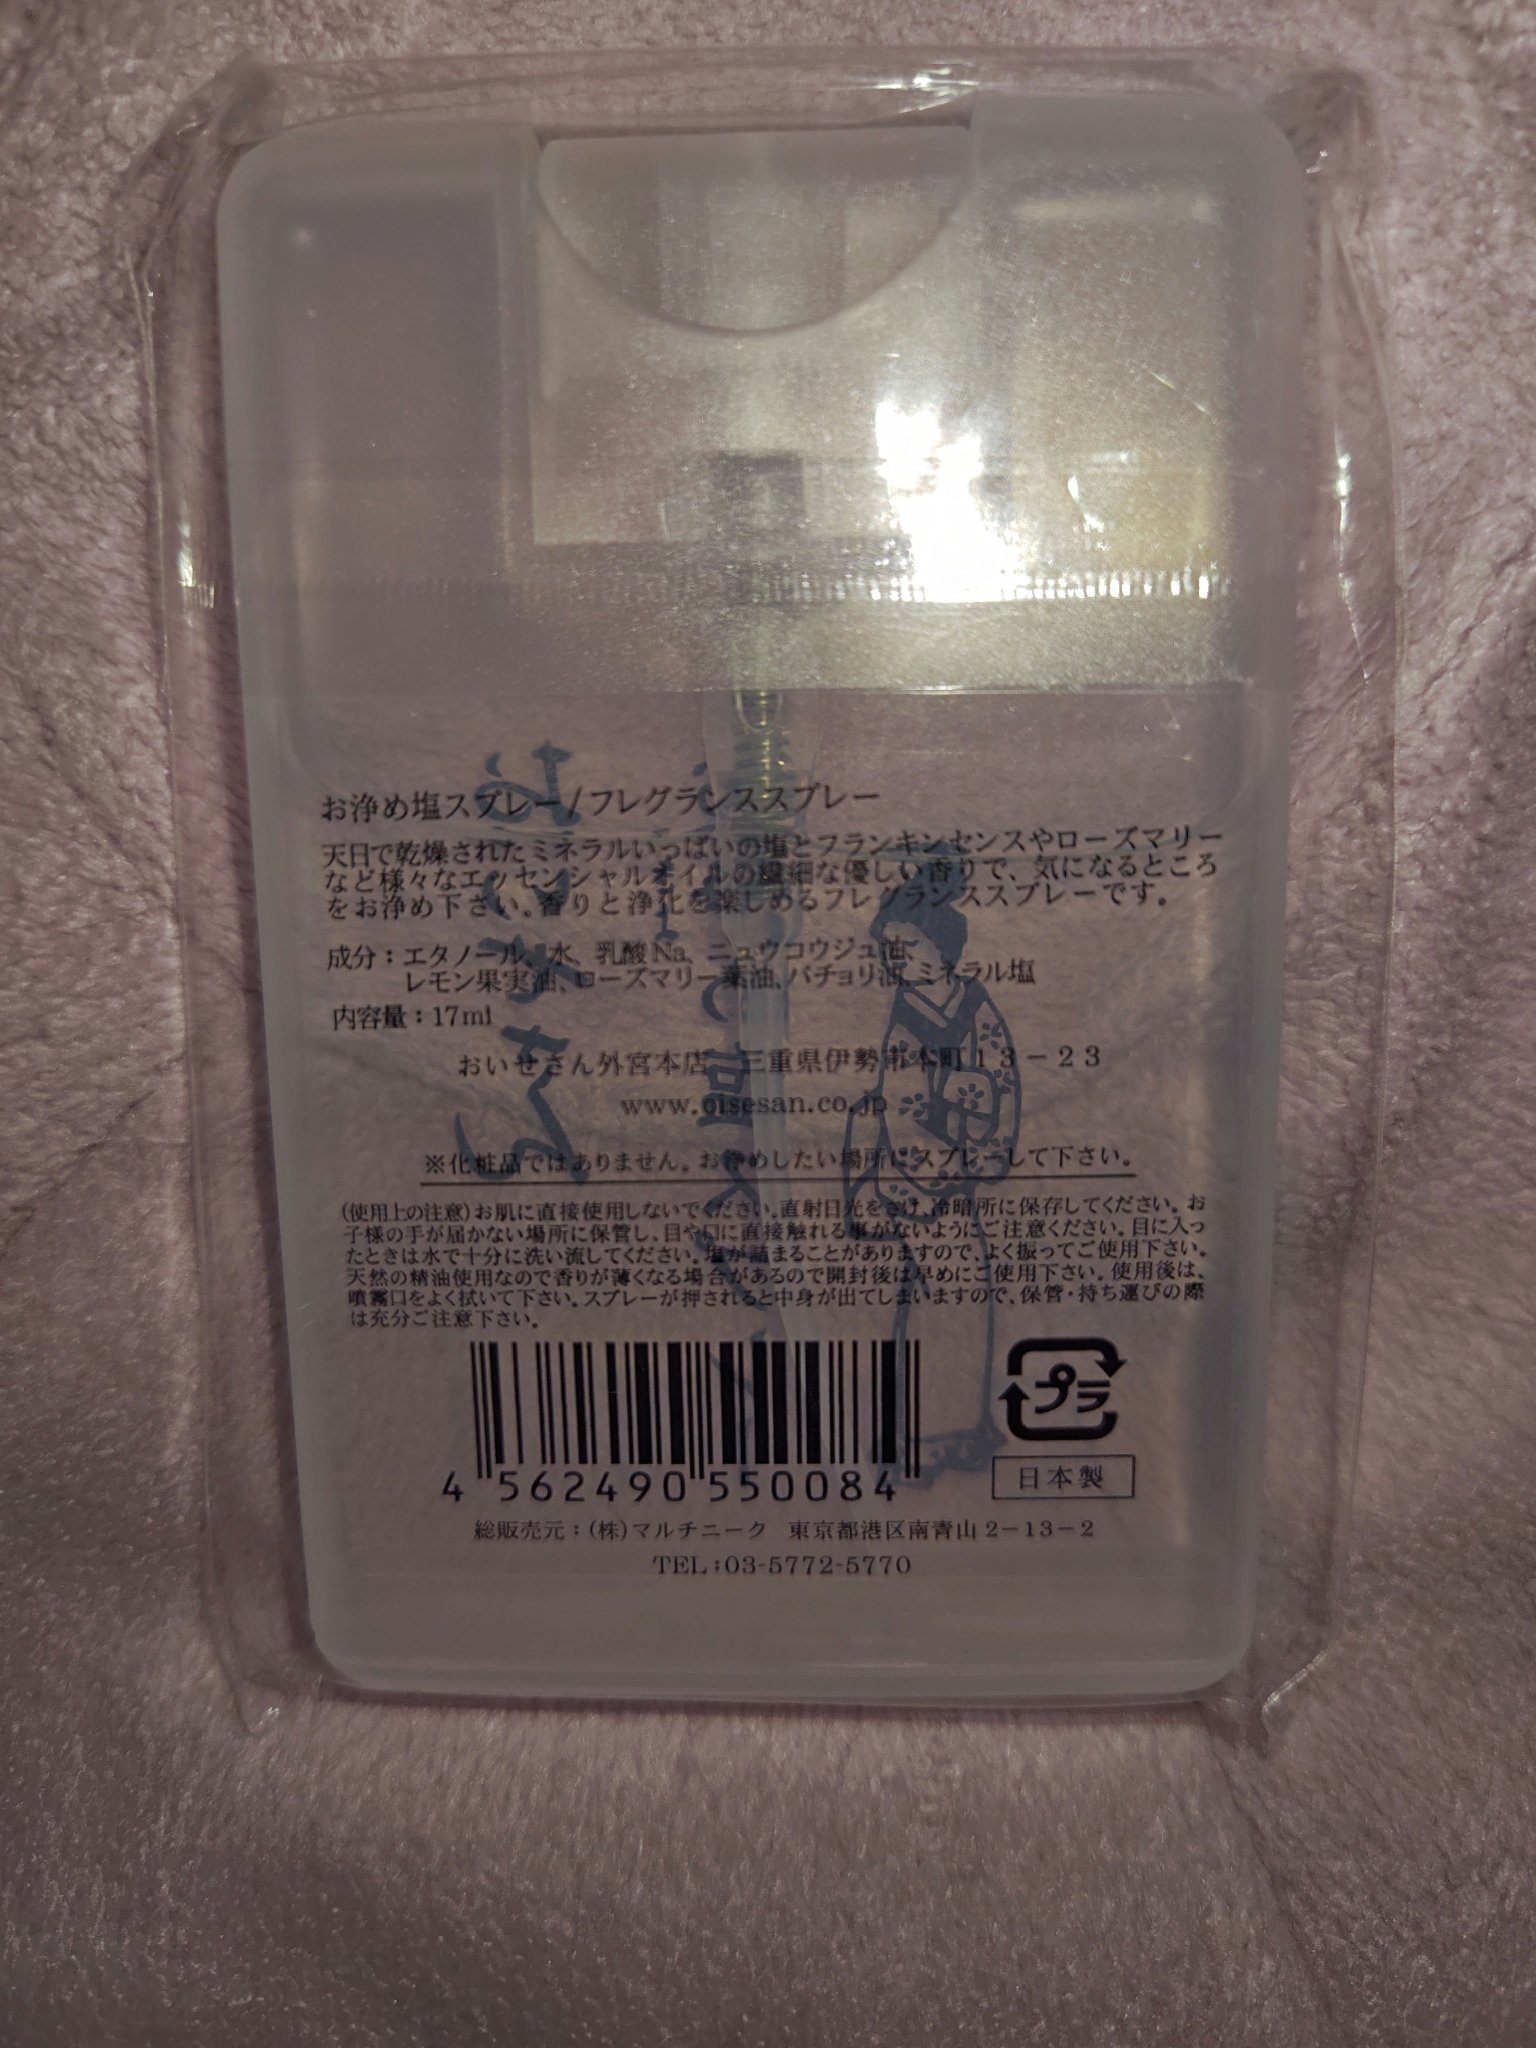 お浄め塩スプレー/フレグランススプレー
天日で乾燥されたミネラルいっぱいの塩とフランキンセンスやローズマリー
など様々なエッセンシャルオイルの繊細な優しい香りで、気になるところ
をお浄め下さい。香りと浄化を楽しめるフレグランススプレーです。
成分：エタノール、水、乳酸Na、ニュウコウジュ油、
レモン果実油、ローズマリー葉油、パチョリ油、ミネラル塩
内容量：17ml
おいせさん外宮本店　三重県伊勢市本町13－23
www.oisesan.co.jp
※化粧品ではありません。お浄めしたい場所にスプレーして下さい。
(使用上の注意)お肌に直接使用しないでください。直射日光をさけ、冷暗所に保存してください。お
子様の手が届かない場所に保管し、目や口に直接触れる事がないようにご注意ください。目に入っ
たときは水で十分に洗い流してください。塩が詰まることがありますので、よく振ってご使用下さい。
天然の精油使用なので香りが薄くなる場合があるので開封後は早めにご使用下さい。使用後は、
噴霧口をよく拭いて下さい。スプレーが押されると中身が出てしまいますので、保管・持ち運びの際
は充分ご注意下さい。
プラ
4 562490 550084
日本製
総販売元：(株)マルチニーク　東京都港区南青山2－13－2
TEL:03-5772-5770